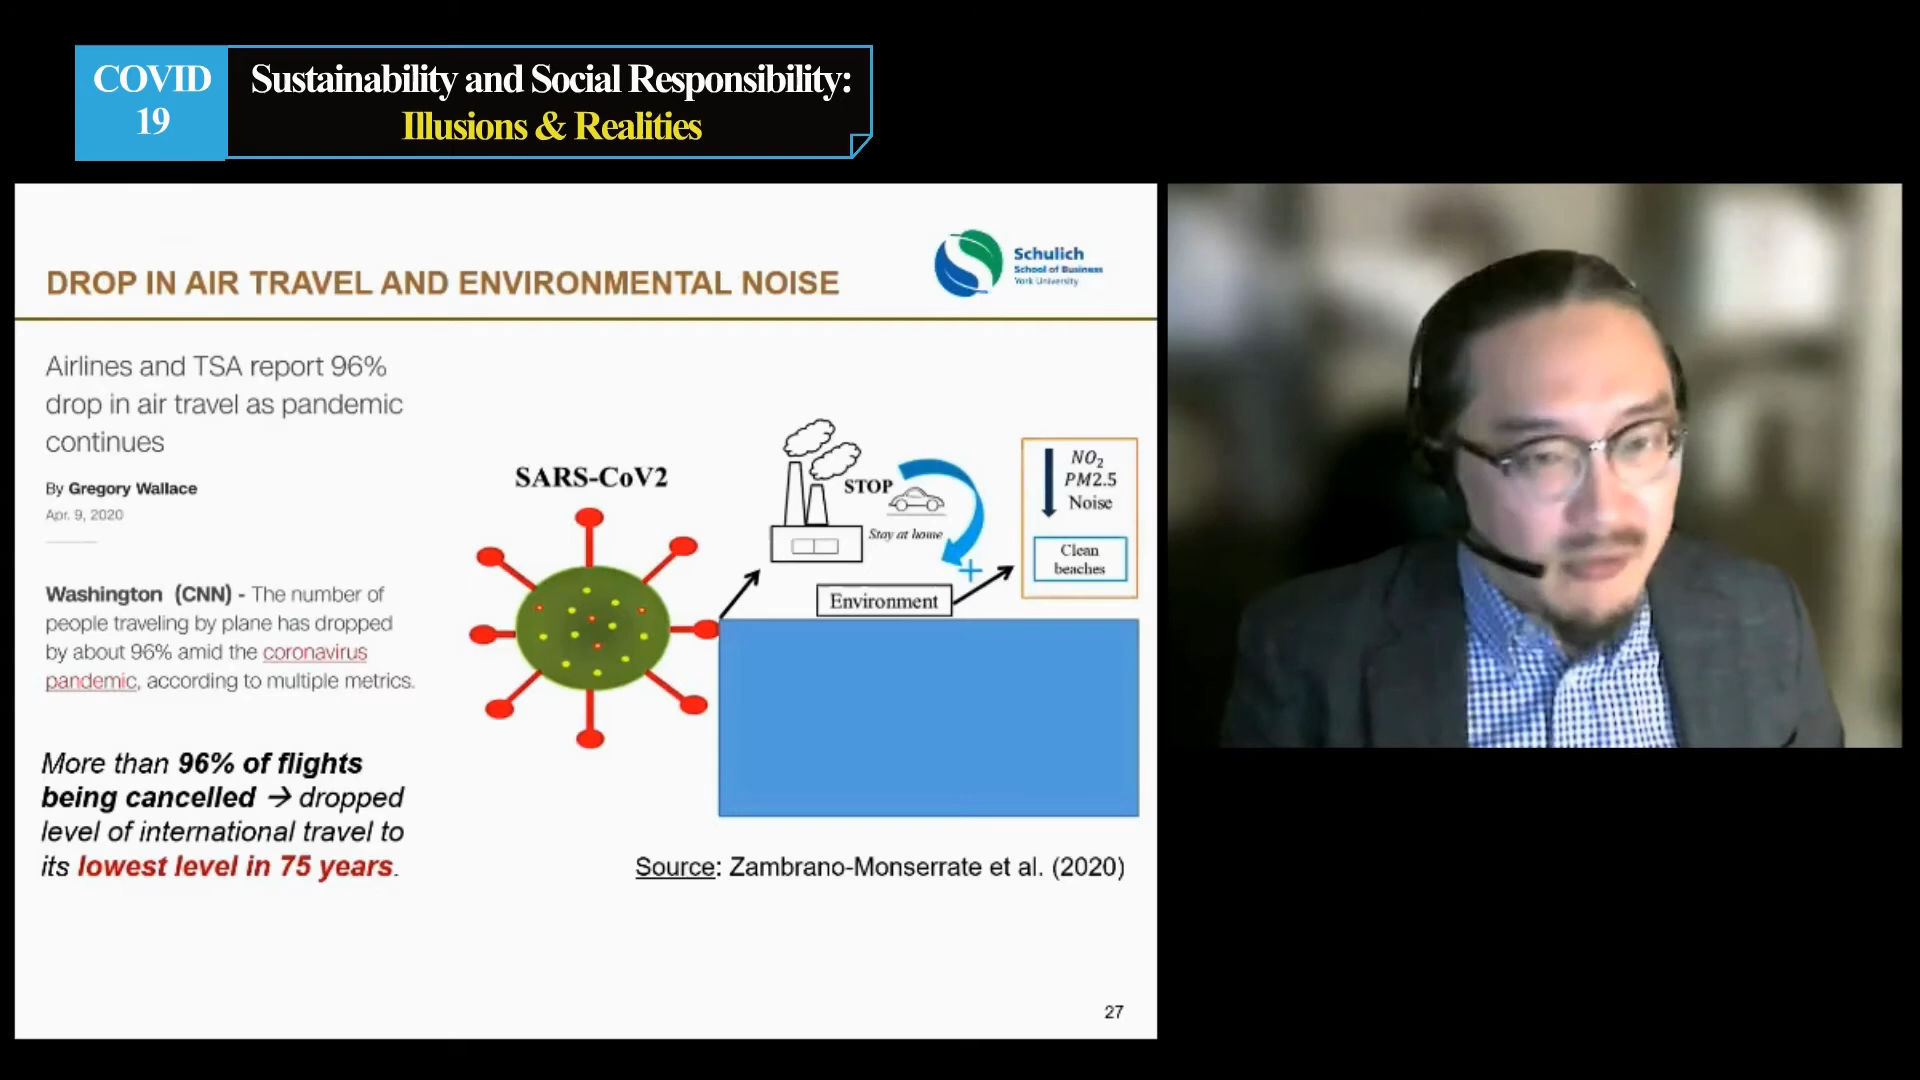 COVID
19
Sustainability and Social Responsibility:
Illusions & Realities
DROP IN AIR TRAVEL AND ENVIRONMENTAL NOISE
Schulich
School of Business
York University
Airlines and TSA report 96%
drop in air travel as pandemic
continues
By Gregory Wallace
Apr. 9, 2020
Washington (CNN) - The number of
people traveling by plane has dropped
by about 96% amid the coronavirus
pandemic, according to multiple metrics.
More than 96% of flights
being cancelled → dropped
level of international travel to
its lowest level in 75 years.
SARS-CoV2
STOP
Stay at home
+
Environment
NO₂
PM2.5
Noise
Clean
beaches
Source: Zambrano-Monserrate et al. (2020)
27